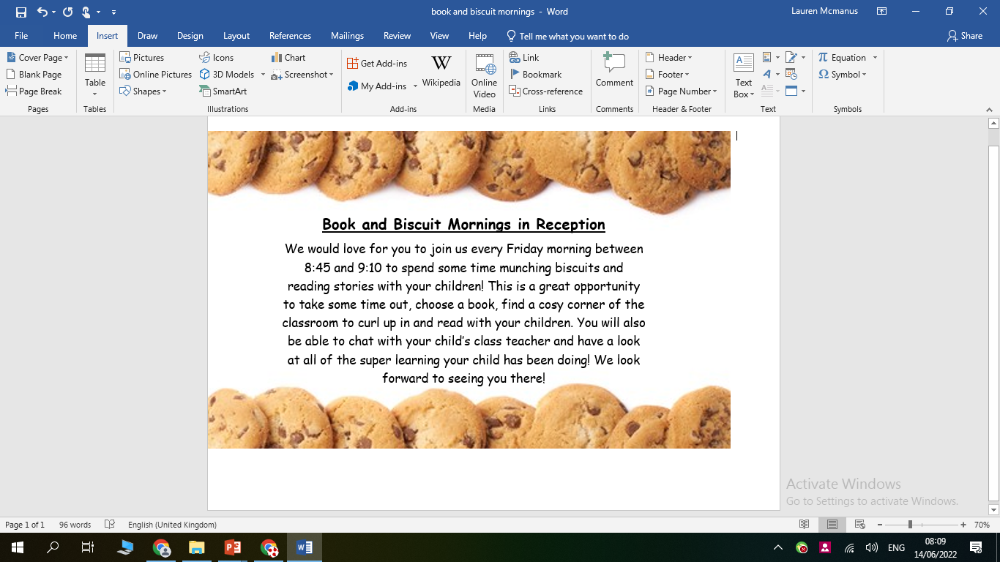 book and biscuit mornings - Word
Lauren Mcmanus
File Home Insert Draw Design Layout References Mailings Review View Help Tell me what you want to do Share
Cover Page
Blank Page
Page Break
Pages
Table
Tables
Pictures
Online Pictures
Shapes
Icons
3D Models
SmartArt
Chart
Screenshot
Illustrations
Get Add-ins
My Add-ins
W
Wikipedia
Add-ins
Online
Video
Media
Link
Bookmark
Cross-reference
Links
Comment
Comments
Header
Footer
Page Number
Header & Footer
Text
Box
Text
Equation
Symbol
Symbols
Book and Biscuit Mornings in Reception
We would love for you to join us every Friday morning between
8:45 and 9:10 to spend some time munching biscuits and
reading stories with your children! This is a great opportunity
to take some time out, choose a book, find a cosy corner of the
classroom to curl up in and read with your children. You will also
be able to chat with your child's class teacher and have a look
at all of the super learning your child has been doing! We look
forward to seeing you there!
Activate Windows
Go to Settings to activate Windows.
Page 1 of 1 96 words English (United Kingdom) 70%
ENG
08:09
14/06/2022